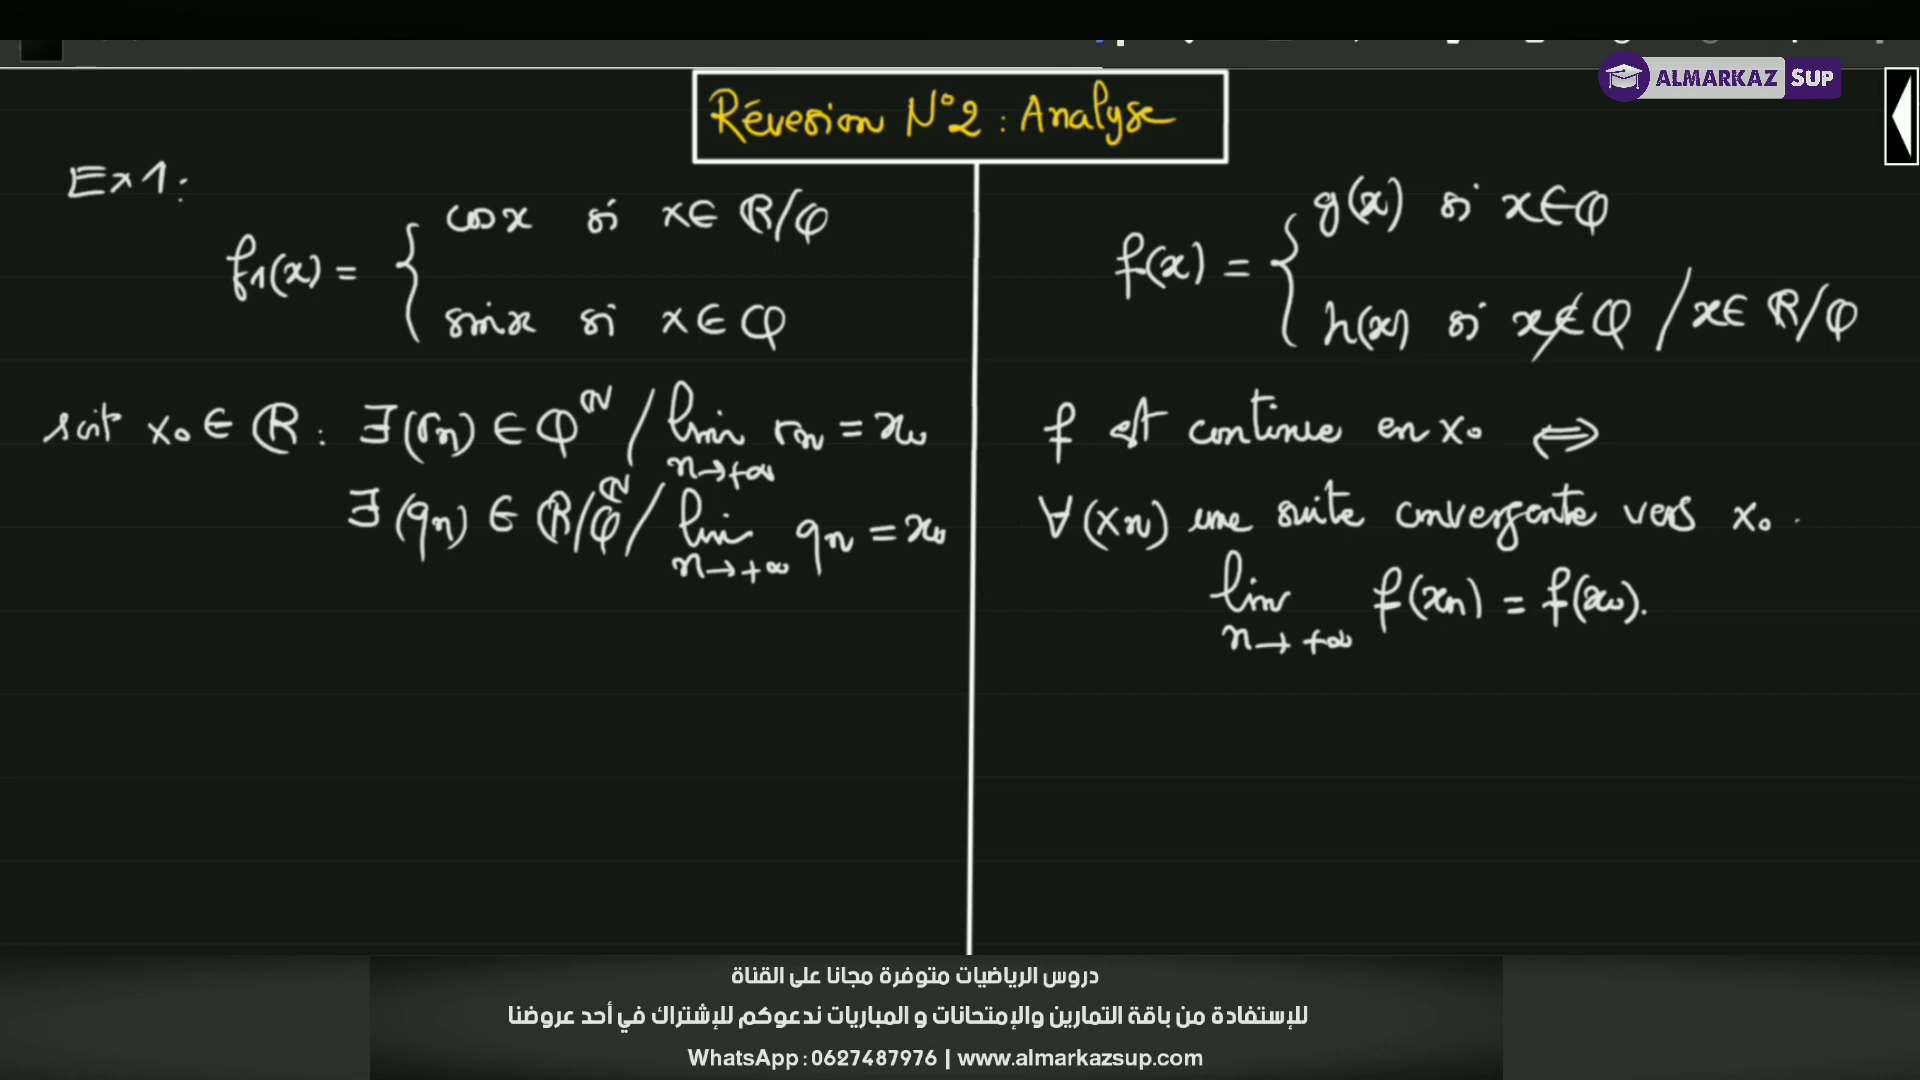 ALMARKAZ SUP
Révesion N°2 : Analyse
Ex1:
f1(x) = { cos x si x ∈ ℝ/ℚ
sin x si x ∈ ℚ
soit x₀ ∈ ℝ : ∃(rn) ∈ ℚ^ℕ / lim n→+∞ rn = x₀
∃(qn) ∈ ℝ/ℚ^ℕ / lim n→+∞ qn = x₀
f(x) = { g(x) si x ∈ ℚ
h(x) si x ∉ ℚ / x ∈ ℝ/ℚ
f est continue en x₀ ⟺
∀(xn) une suite convergente vers x₀.
lim n→+∞ f(xn) = f(x₀).
دروس الرياضيات متوفرة مجانا على القناة
للإستفادة من باقة التمارين والإمتحانات و المباريات ندعوكم للإشتراك في أحد عروضنا
WhatsApp : 0627487976 | www.almarkazsup.com